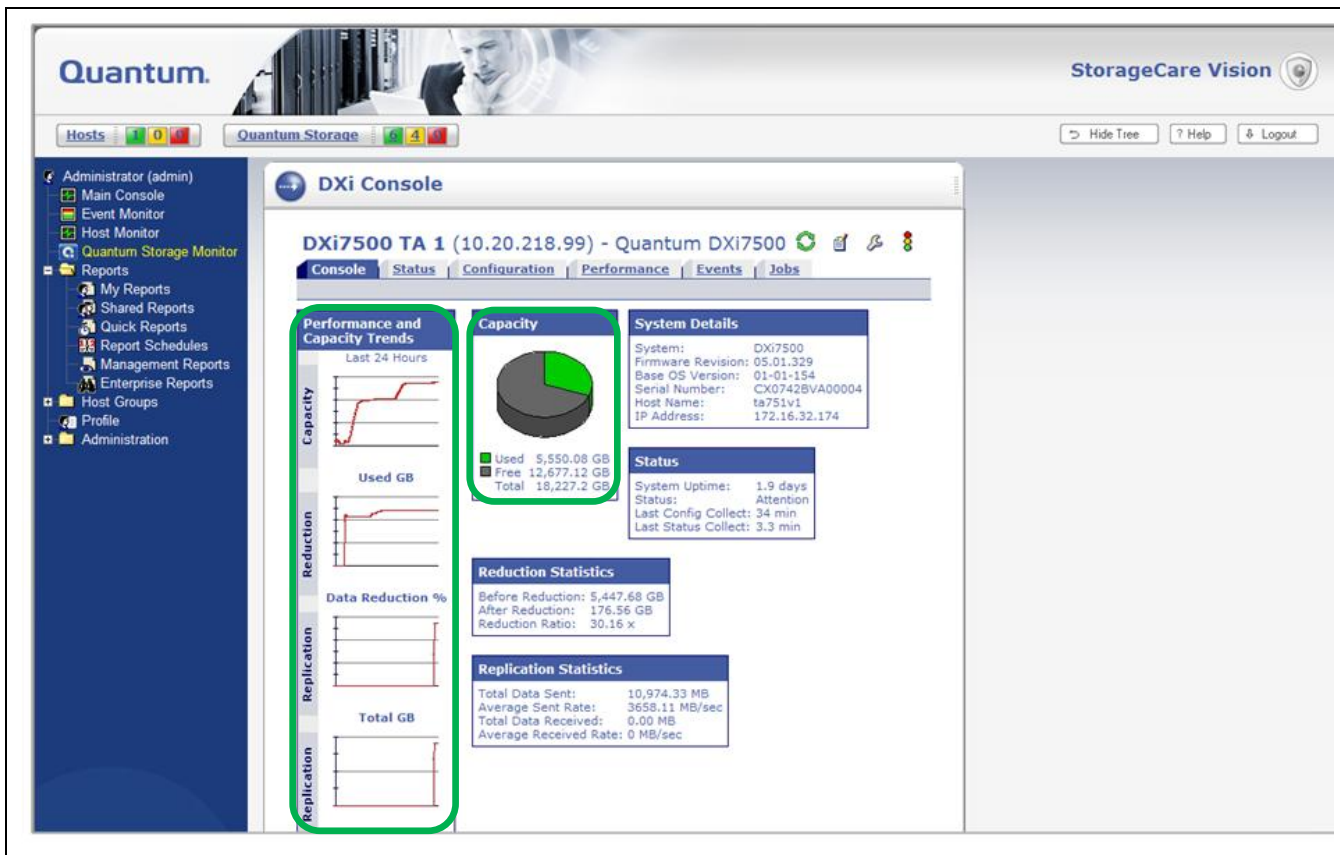 Quantum.
StorageCare Vision
Hosts 1 0 0
Quantum Storage 6 4 0
Hide Tree
? Help
Logout
Administrator (admin)
Main Console
Event Monitor
Host Monitor
Quantum Storage Monitor
Reports
My Reports
Shared Reports
Quick Reports
Report Schedules
Management Reports
Enterprise Reports
Host Groups
Profile
Administration
DXi Console
DXi7500 TA 1 (10.20.218.99) - Quantum DXi7500
Console
Status
Configuration
Performance
Events
Jobs
Performance and
Capacity Trends
Last 24 Hours
Capacity
Used GB
Reduction
Data Reduction %
Replication
Total GB
Replication
Capacity
Used 5,550.08 GB
Free 12,677.12 GB
Total 18,227.2 GB
System Details
System: DXi7500
Firmware Revision: 05.01.329
Base OS Version: 01-01-154
Serial Number: CX0742BVA00004
Host Name: ta751v1
IP Address: 172.16.32.174
Status
System Uptime: 1.9 days
Status: Attention
Last Config Collect: 34 min
Last Status Collect: 3.3 min
Reduction Statistics
Before Reduction: 5,447.68 GB
After Reduction: 176.56 GB
Reduction Ratio: 30.16 x
Replication Statistics
Total Data Sent: 10,974.33 MB
Average Sent Rate: 3658.11 MB/sec
Total Data Received: 0.00 MB
Average Received Rate: 0 MB/sec